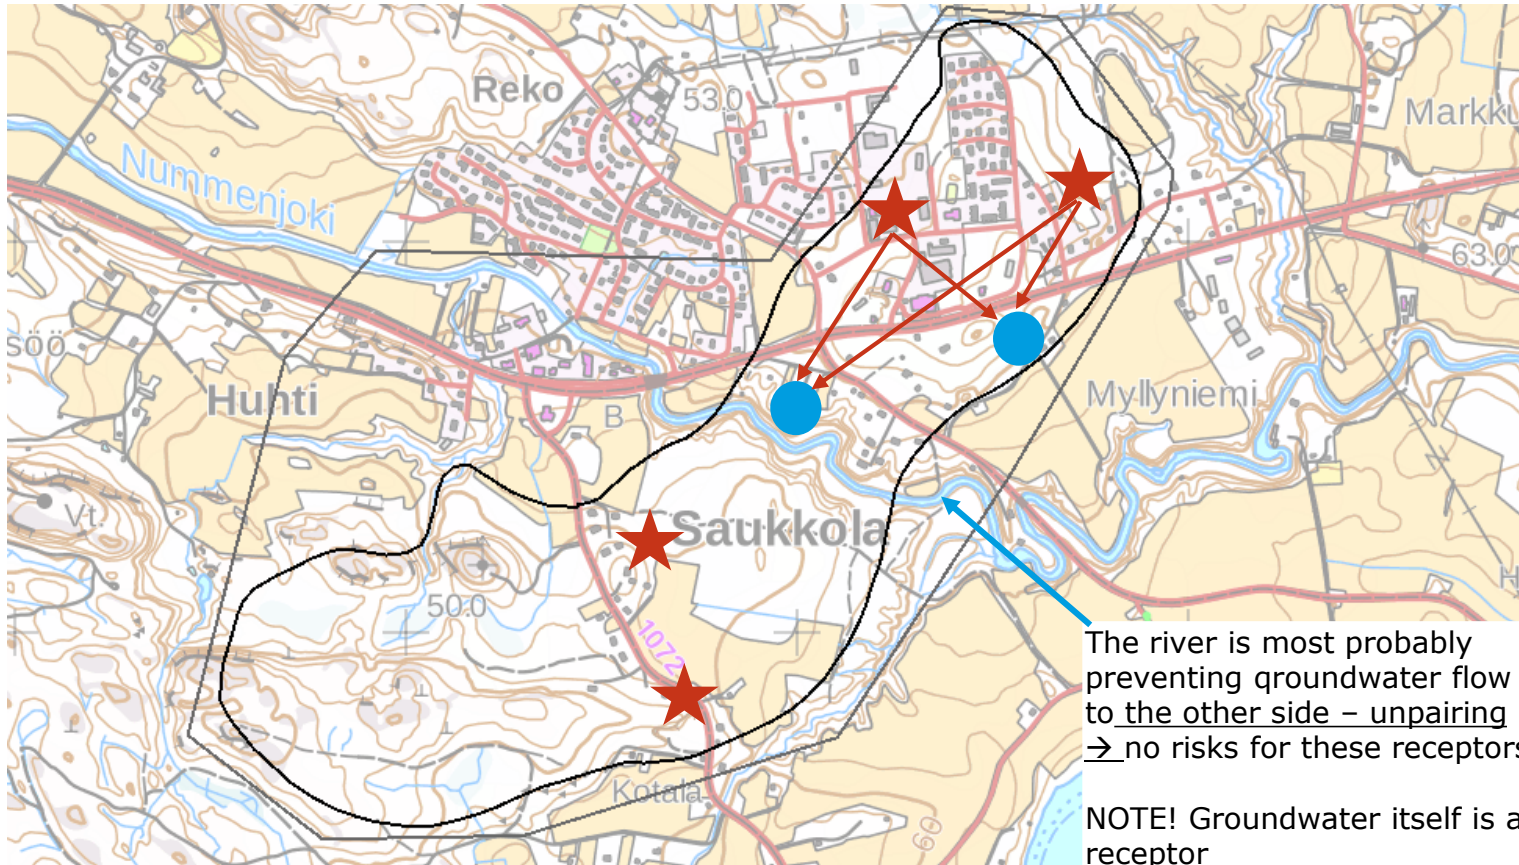 Reko
53.0
Markku
Nummenjoki
63.0
söö
Huhti
B
Myllyniemi
Vt.
Saukkola
50.0
1072
H
Kotala
60
The river is most probably
preventing qroundwater flow
to the other side – unpairing
→ no risks for these receptors
NOTE! Groundwater itself is a
receptor